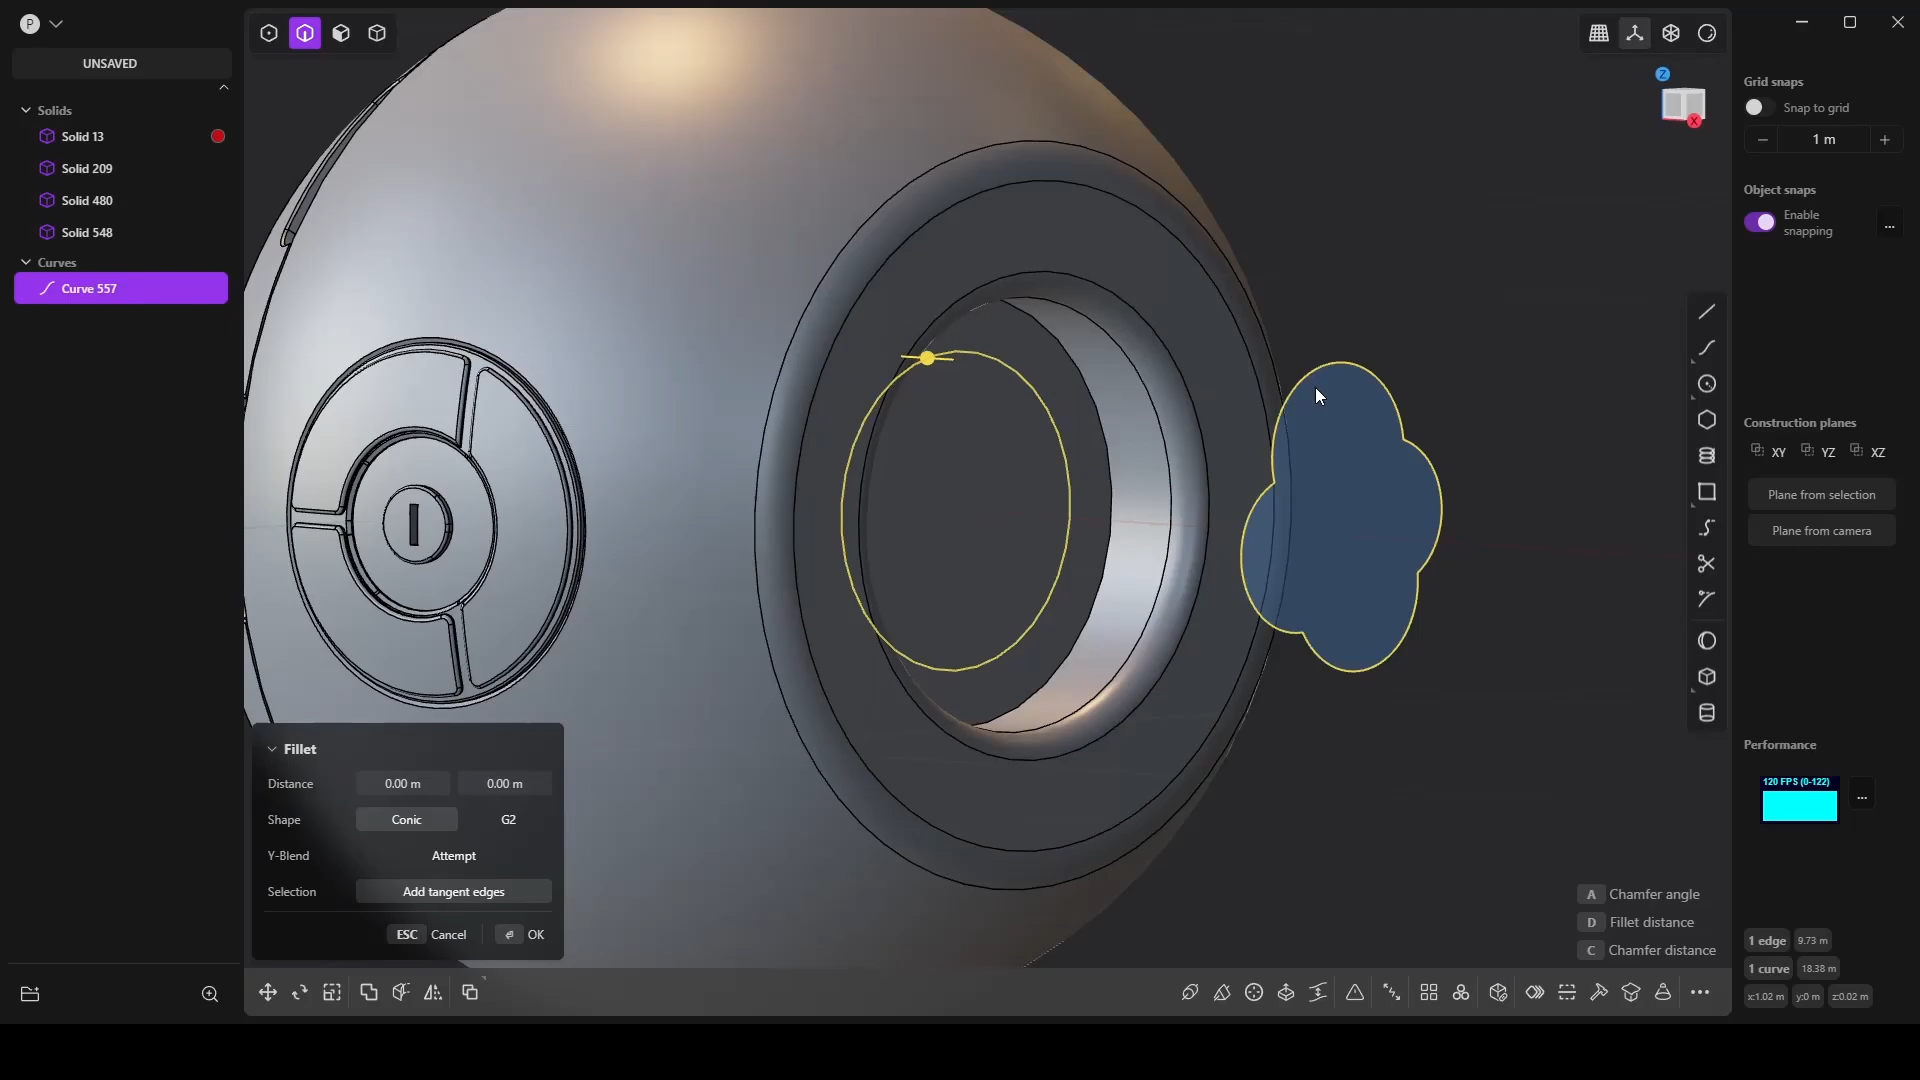 P
UNSAVED
Solids
Solid 13
Solid 209
Solid 480
Solid 548
Curves
Curve 557
Z
X
Grid snaps
Snap to grid
1 m
Object snaps
Enable
snapping
...
Construction planes
XY YZ XZ
Plane from selection
Plane from camera
Performance
120 FPS (0-122)
...
Fillet
Distance 0.00 m 0.00 m
Shape Conic G2
Y-Blend Attempt
Selection Add tangent edges
ESC Cancel OK
A Chamfer angle
D Fillet distance
C Chamfer distance
1 edge 9.73 m
1 curve 18.38 m
x:1.02 m y:0 m z:0.02 m